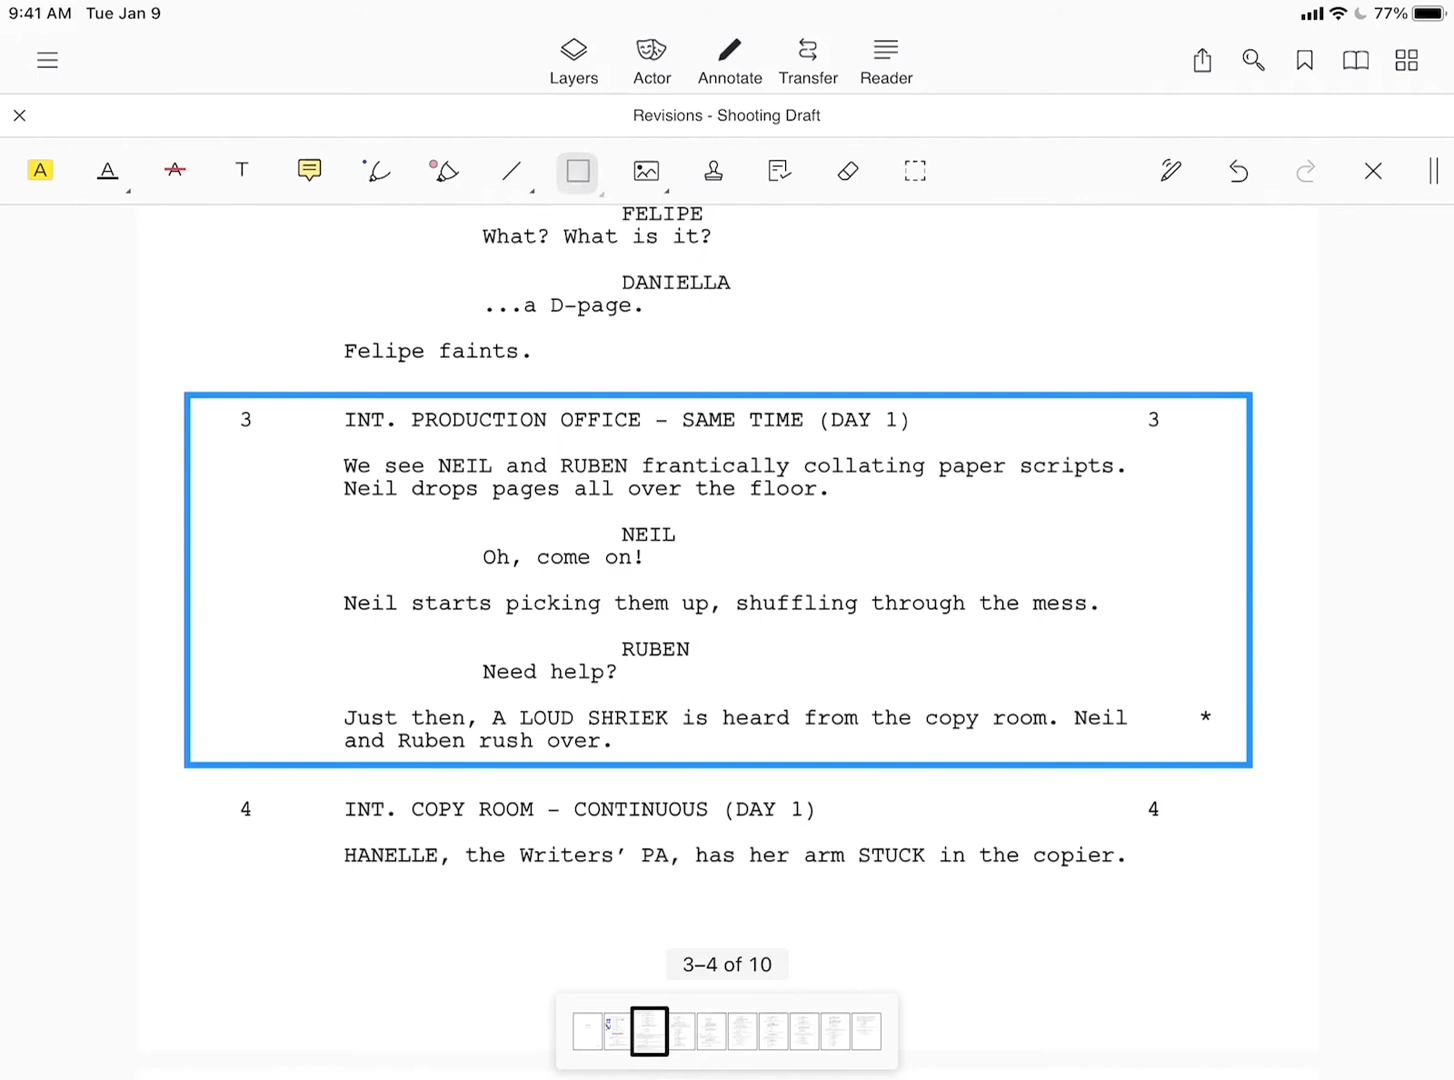 9:41 AM Tue Jan 9 77%
Layers Actor Annotate Transfer Reader
Revisions - Shooting Draft
A A A T
FELIPE
What? What is it?
DANIELLA
...a D-page.
Felipe faints.
3 INT. PRODUCTION OFFICE - SAME TIME (DAY 1) 3
We see NEIL and RUBEN frantically collating paper scripts.
Neil drops pages all over the floor.
NEIL
Oh, come on!
Neil starts picking them up, shuffling through the mess.
RUBEN
Need help?
Just then, A LOUD SHRIEK is heard from the copy room. Neil *
and Ruben rush over.
4 INT. COPY ROOM - CONTINUOUS (DAY 1) 4
HANELLE, the Writers’ PA, has her arm STUCK in the copier.
3–4 of 10